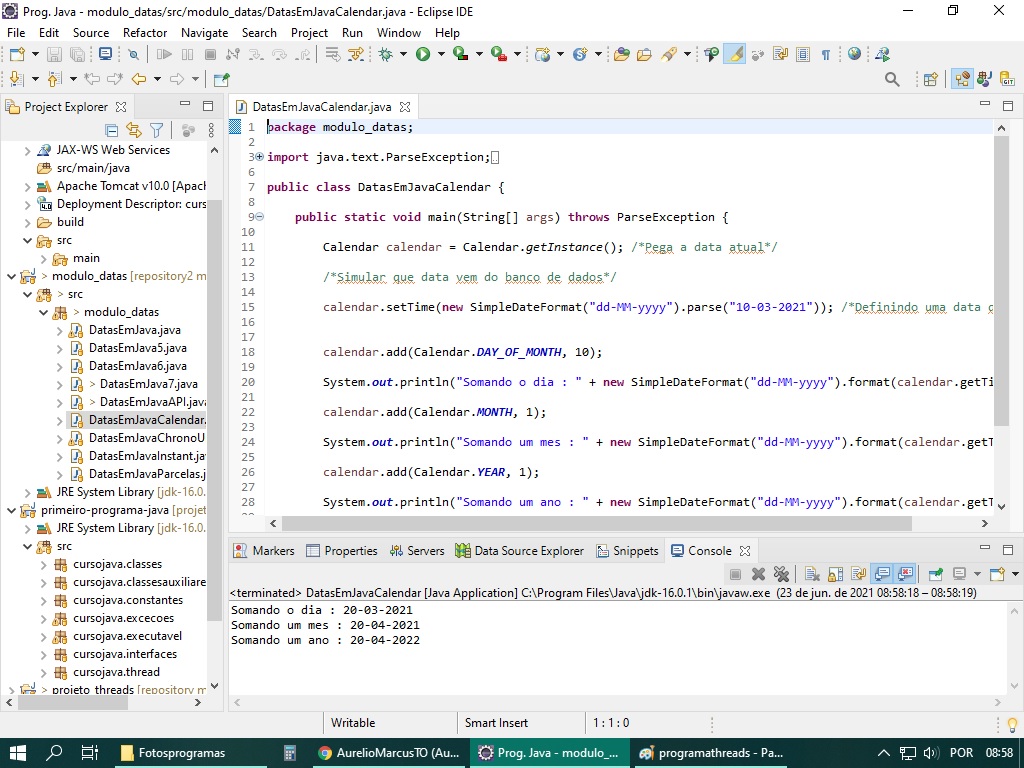 Prog. Java - modulo_datas/src/modulo_datas/DatasEmJavaCalendar.java - Eclipse IDE
File Edit Source Refactor Navigate Search Project Run Window Help
Project Explorer
JAX-WS Web Services
src/main/java
Apache Tomcat v10.0 [Apach
Deployment Descriptor: curs
build
src
main
> modulo_datas [repository2 m
> src
> modulo_datas
DatasEmJava.java
DatasEmJava5.java
DatasEmJava6.java
> DatasEmJava7.java
> DatasEmJavaAPI.java
DatasEmJavaCalendar.
DatasEmJavaChronoU
DatasEmJavaInstant.ja
DatasEmJavaParcelas.j
JRE System Library [jdk-16.0.
primeiro-programa-java [projet
JRE System Library [jdk-16.0.
src
cursojava.classes
cursojava.classesauxiliare
cursojava.constantes
cursojava.excecoes
cursojava.executavel
cursojava.interfaces
cursojava.thread
> projeto_threads [repository m
DatasEmJavaCalendar.java
1 package modulo_datas;
2
3 import java.text.ParseException;
6
7 public class DatasEmJavaCalendar {
8
9 public static void main(String[] args) throws ParseException {
10
11 Calendar calendar = Calendar.getInstance(); /*Pega a data atual*/
12
13 /*Simular que data vem do banco de dados*/
14
15 calendar.setTime(new SimpleDateFormat("dd-MM-yyyy").parse("10-03-2021")); /*Definindo uma data q
16
17
18 calendar.add(Calendar.DAY_OF_MONTH, 10);
19
20 System.out.println("Somando o dia : " + new SimpleDateFormat("dd-MM-yyyy").format(calendar.getTi
21
22 calendar.add(Calendar.MONTH, 1);
23
24 System.out.println("Somando um mes : " + new SimpleDateFormat("dd-MM-yyyy").format(calendar.getT
25
26 calendar.add(Calendar.YEAR, 1);
27
28 System.out.println("Somando um ano : " + new SimpleDateFormat("dd-MM-yyyy").format(calendar.getT
Markers Properties Servers Data Source Explorer Snippets Console
<terminated> DatasEmJavaCalendar [Java Application] C:\Program Files\Java\jdk-16.0.1\bin\javaw.exe (23 de jun. de 2021 08:58:18 – 08:58:19)
Somando o dia : 20-03-2021
Somando um mes : 20-04-2021
Somando um ano : 20-04-2022
Writable Smart Insert 1 : 1 : 0
Fotosprogramas AurelioMarcusTO (Au... Prog. Java - modulo_... programathreads - Pa... POR 08:58